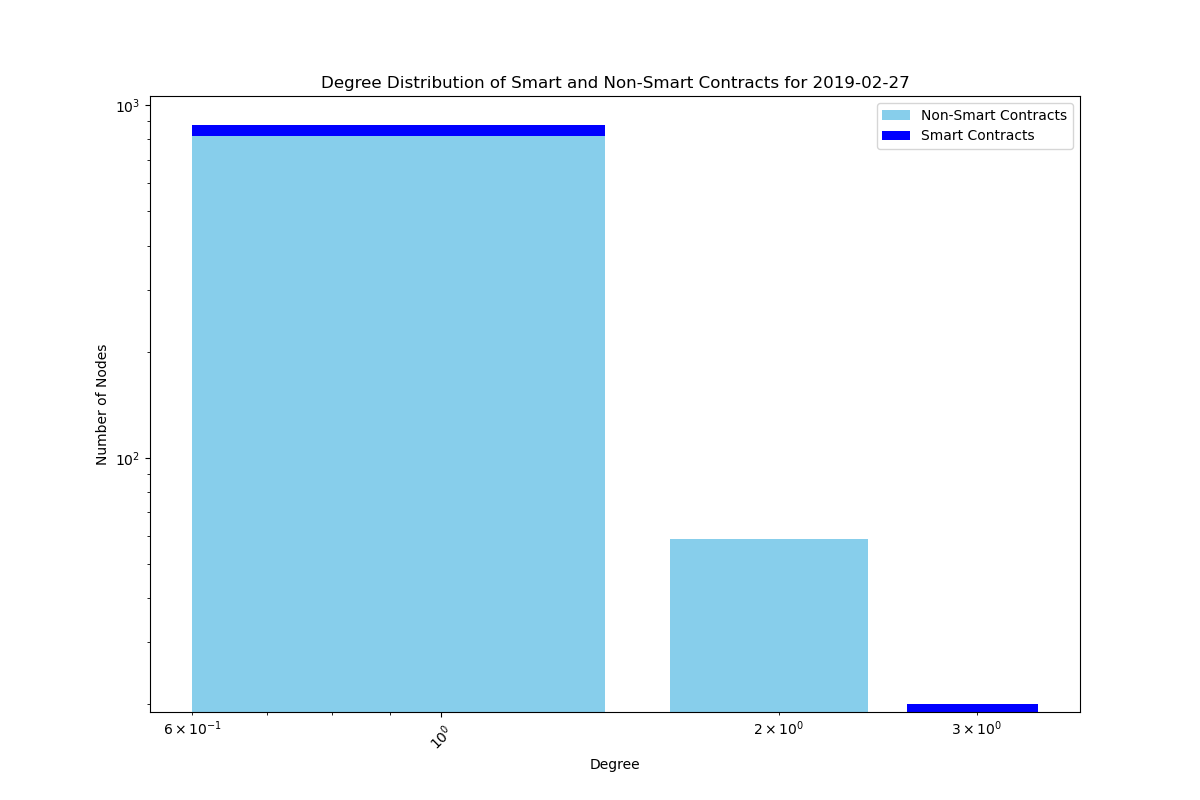 Degree Distribution of Smart and Non-Smart Contracts for 2019-02-27
Non-Smart Contracts
Smart Contracts
10³
10²
Number of Nodes
6 × 10⁻¹
10⁰
2 × 10⁰
3 × 10⁰
Degree